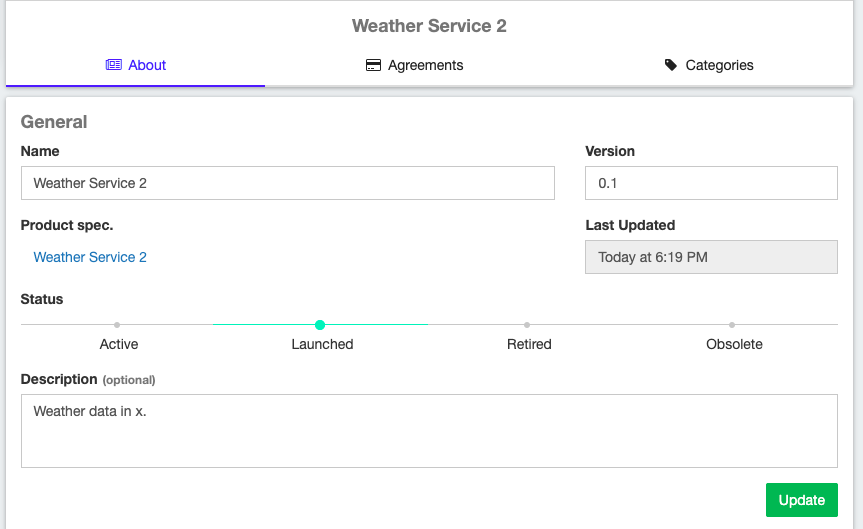 Weather Service 2
About
Agreements
Categories
General
Name
Version
Weather Service 2
0.1
Product spec.
Last Updated
Weather Service 2
Today at 6:19 PM
Status
Active
Launched
Retired
Obsolete
Description (optional)
Weather data in x.
Update